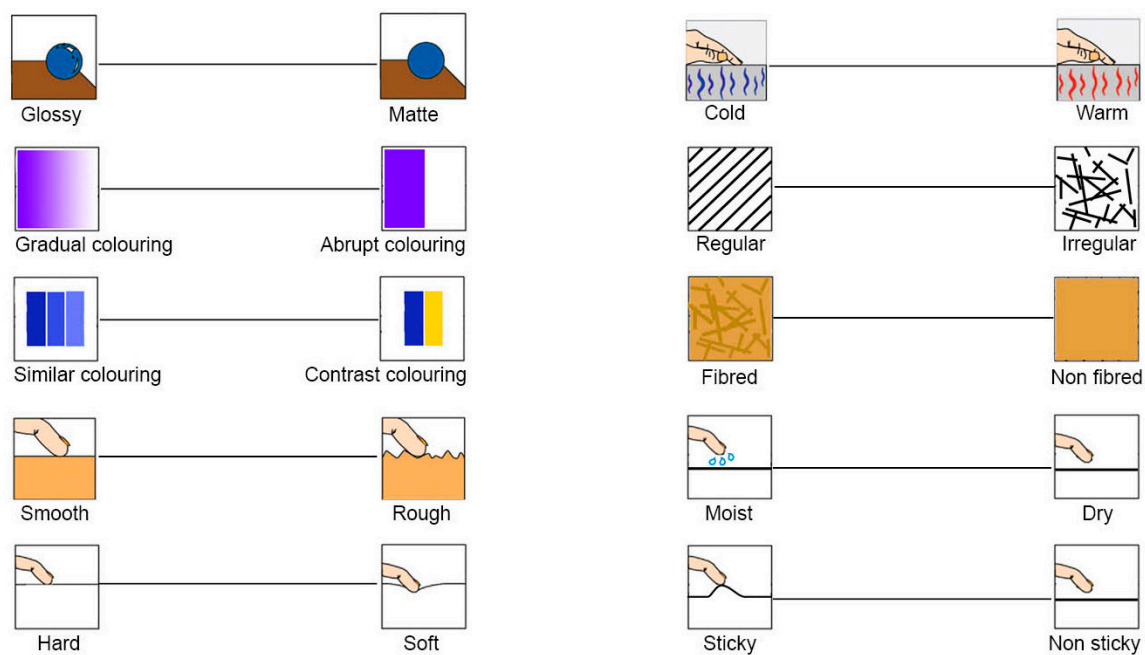 Glossy
Matte
Gradual colouring
Abrupt colouring
Similar colouring
Contrast colouring
Smooth
Rough
Hard
Soft
Cold
Warm
Regular
Irregular
Fibred
Non fibred
Moist
Dry
Sticky
Non sticky